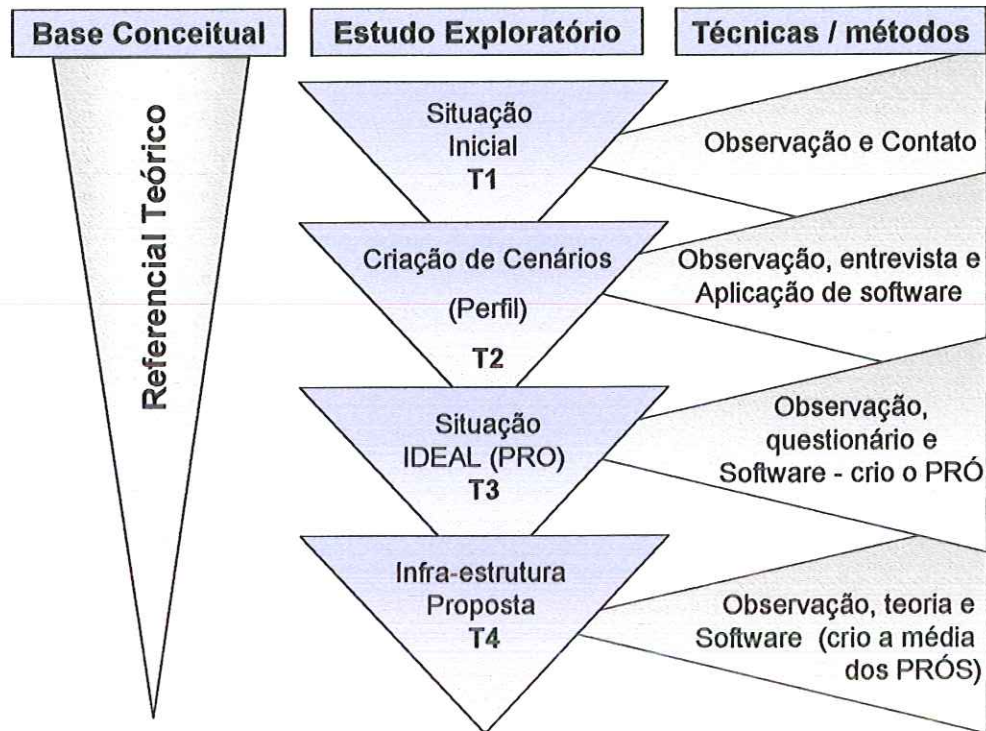 Base Conceitual
Estudo Exploratório
Técnicas / métodos
Referencial Teórico
Situação
Inicial
T1
Observação e Contato
Criação de Cenários
(Perfil)
T2
Observação, entrevista e
Aplicação de software
Situação
IDEAL (PRO)
T3
Observação,
questionário e
Software - crio o PRÓ
Infra-estrutura
Proposta
T4
Observação, teoria e
Software (crio a média
dos PRÓS)